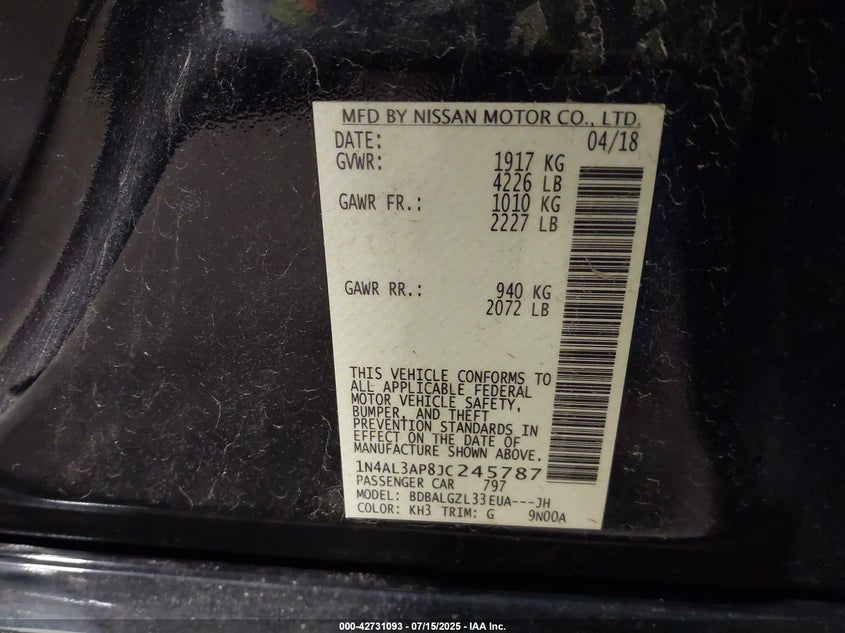 MFD BY NISSAN MOTOR CO., LTD.
DATE: 04/18
GVWR: 1917 KG
4226 LB
GAWR FR.: 1010 KG
2227 LB
GAWR RR.: 940 KG
2072 LB
THIS VEHICLE CONFORMS TO
ALL APPLICABLE FEDERAL
MOTOR VEHICLE SAFETY,
BUMPER, AND THEFT
PREVENTION STANDARDS IN
EFFECT ON THE DATE OF
MANUFACTURE SHOWN ABOVE.
1N4AL3AP8JC245787
PASSENGER CAR 797
MODEL: BDBALGZL33EUA---JH
COLOR: KH3 TRIM: G 9N00A
000-42731093 - 07/15/2025 - IAA Inc.